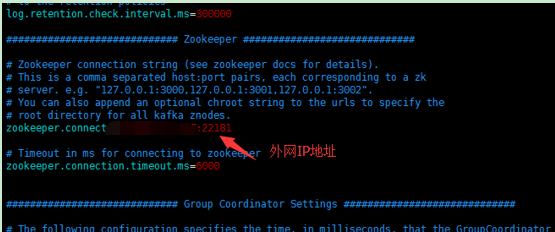 # to the retention policies
log.retention.check.interval.ms=300000
############################# Zookeeper #############################
# Zookeeper connection string (see zookeeper docs for details).
# This is a comma separated host:port pairs, each corresponding to a zk
# server. e.g. "127.0.0.1:3000,127.0.0.1:3001,127.0.0.1:3002".
# You can also append an optional chroot string to the urls to specify the
# root directory for all kafka znodes.
zookeeper.connect :22181
# Timeout in ms for connecting to zookeeper
外网IP地址
zookeeper.connection.timeout.ms=6000
############################# Group Coordinator Settings #############################
# The following configuration specifies the time, in milliseconds, that the GroupCoordinator